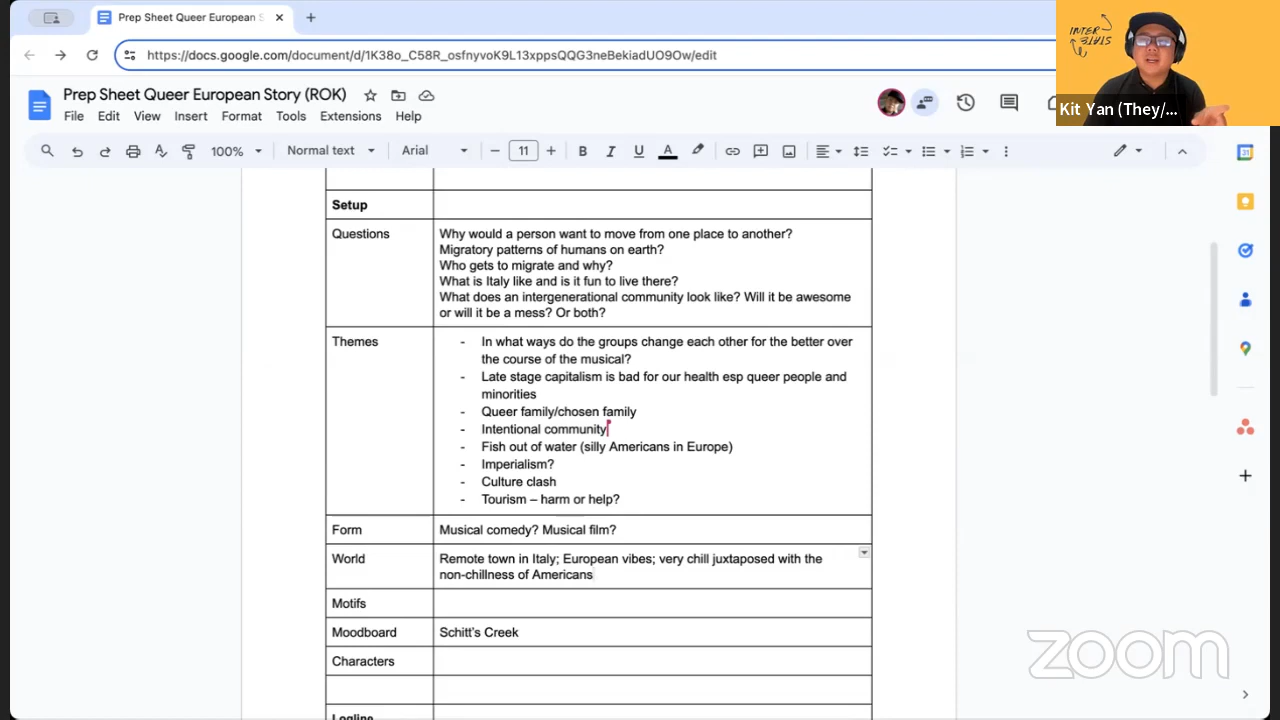 Prep Sheet Queer European S
https://docs.google.com/document/d/1K38o_C58R_osfnyvoK9L13xppsQQG3neBekiadUO9Ow/edit
INTER
STATE
Kit Yan (They/...
Prep Sheet Queer European Story (ROK)
File Edit View Insert Format Tools Extensions Help
100% Normal text Arial 11 B I U A
Setup
Questions
Why would a person want to move from one place to another?
Migratory patterns of humans on earth?
Who gets to migrate and why?
What is Italy like and is it fun to live there?
What does an intergenerational community look like? Will it be awesome
or will it be a mess? Or both?
Themes
- In what ways do the groups change each other for the better over
the course of the musical?
- Late stage capitalism is bad for our health esp queer people and
minorities
- Queer family/chosen family
- Intentional community
- Fish out of water (silly Americans in Europe)
- Imperialism?
- Culture clash
- Tourism – harm or help?
Form
Musical comedy? Musical film?
World
Remote town in Italy; European vibes; very chill juxtaposed with the
non-chillness of Americans
Motifs
Moodboard
Schitt's Creek
Characters
Logline
zoom